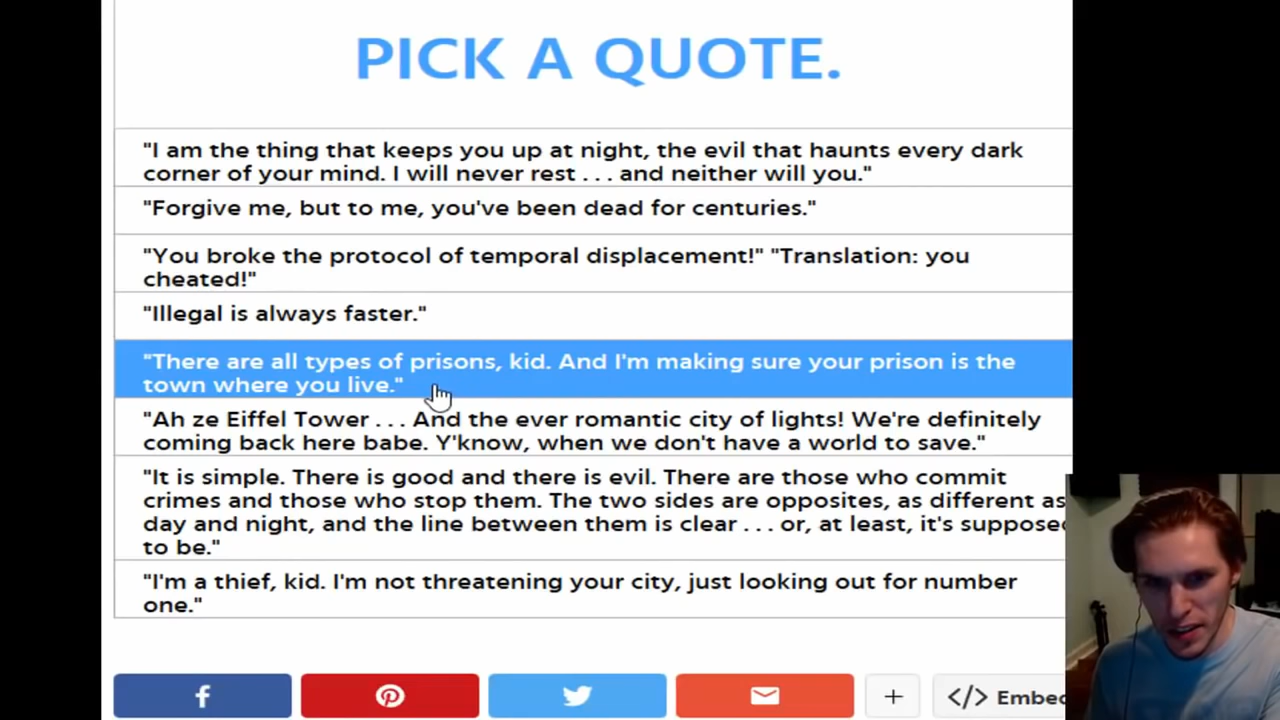 PICK A QUOTE.
"I am the thing that keeps you up at night, the evil that haunts every dark
corner of your mind. I will never rest . . . and neither will you."
"Forgive me, but to me, you've been dead for centuries."
"You broke the protocol of temporal displacement!" "Translation: you
cheated!"
"Illegal is always faster."
"There are all types of prisons, kid. And I'm making sure your prison is the
town where you live."
"Ah ze Eiffel Tower . . . And the ever romantic city of lights! We're definitely
coming back here babe. Y'know, when we don't have a world to save."
"It is simple. There is good and there is evil. There are those who commit
crimes and those who stop them. The two sides are opposites, as different as
day and night, and the line between them is clear . . . or, at least, it's supposed
to be."
"I'm a thief, kid. I'm not threatening your city, just looking out for number
one."
f + </> Embed